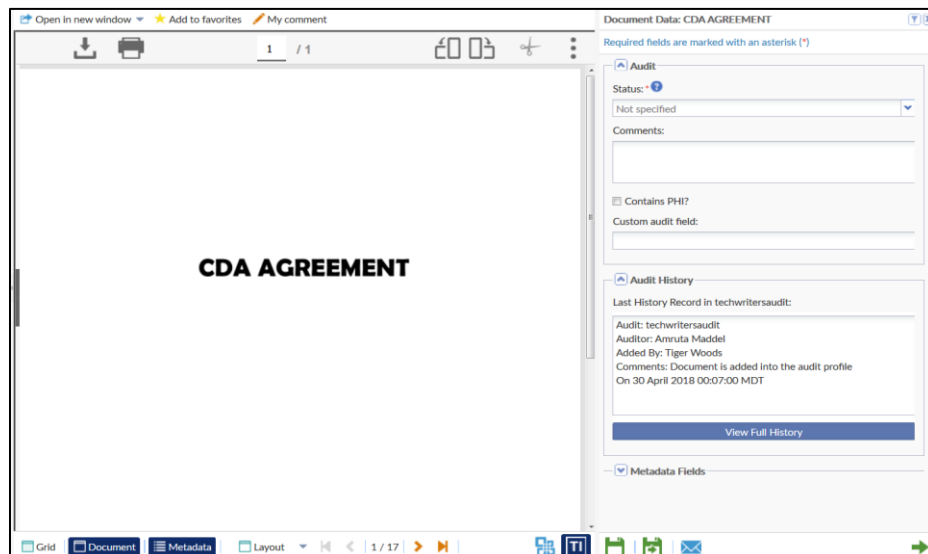 Open in new window Add to favorites My comment
1 / 1
CDA AGREEMENT
Grid Document Metadata Layout 1 / 17 TI
Document Data: CDA AGREEMENT
Required fields are marked with an asterisk (*)
Audit
Status: * ?
Not specified
Comments:
Contains PHI?
Custom audit field:
Audit History
Last History Record in techwritersaudit:
Audit: techwritersaudit
Auditor: Amruta Maddel
Added By: Tiger Woods
Comments: Document is added into the audit profile
On 30 April 2018 00:07:00 MDT
View Full History
Metadata Fields